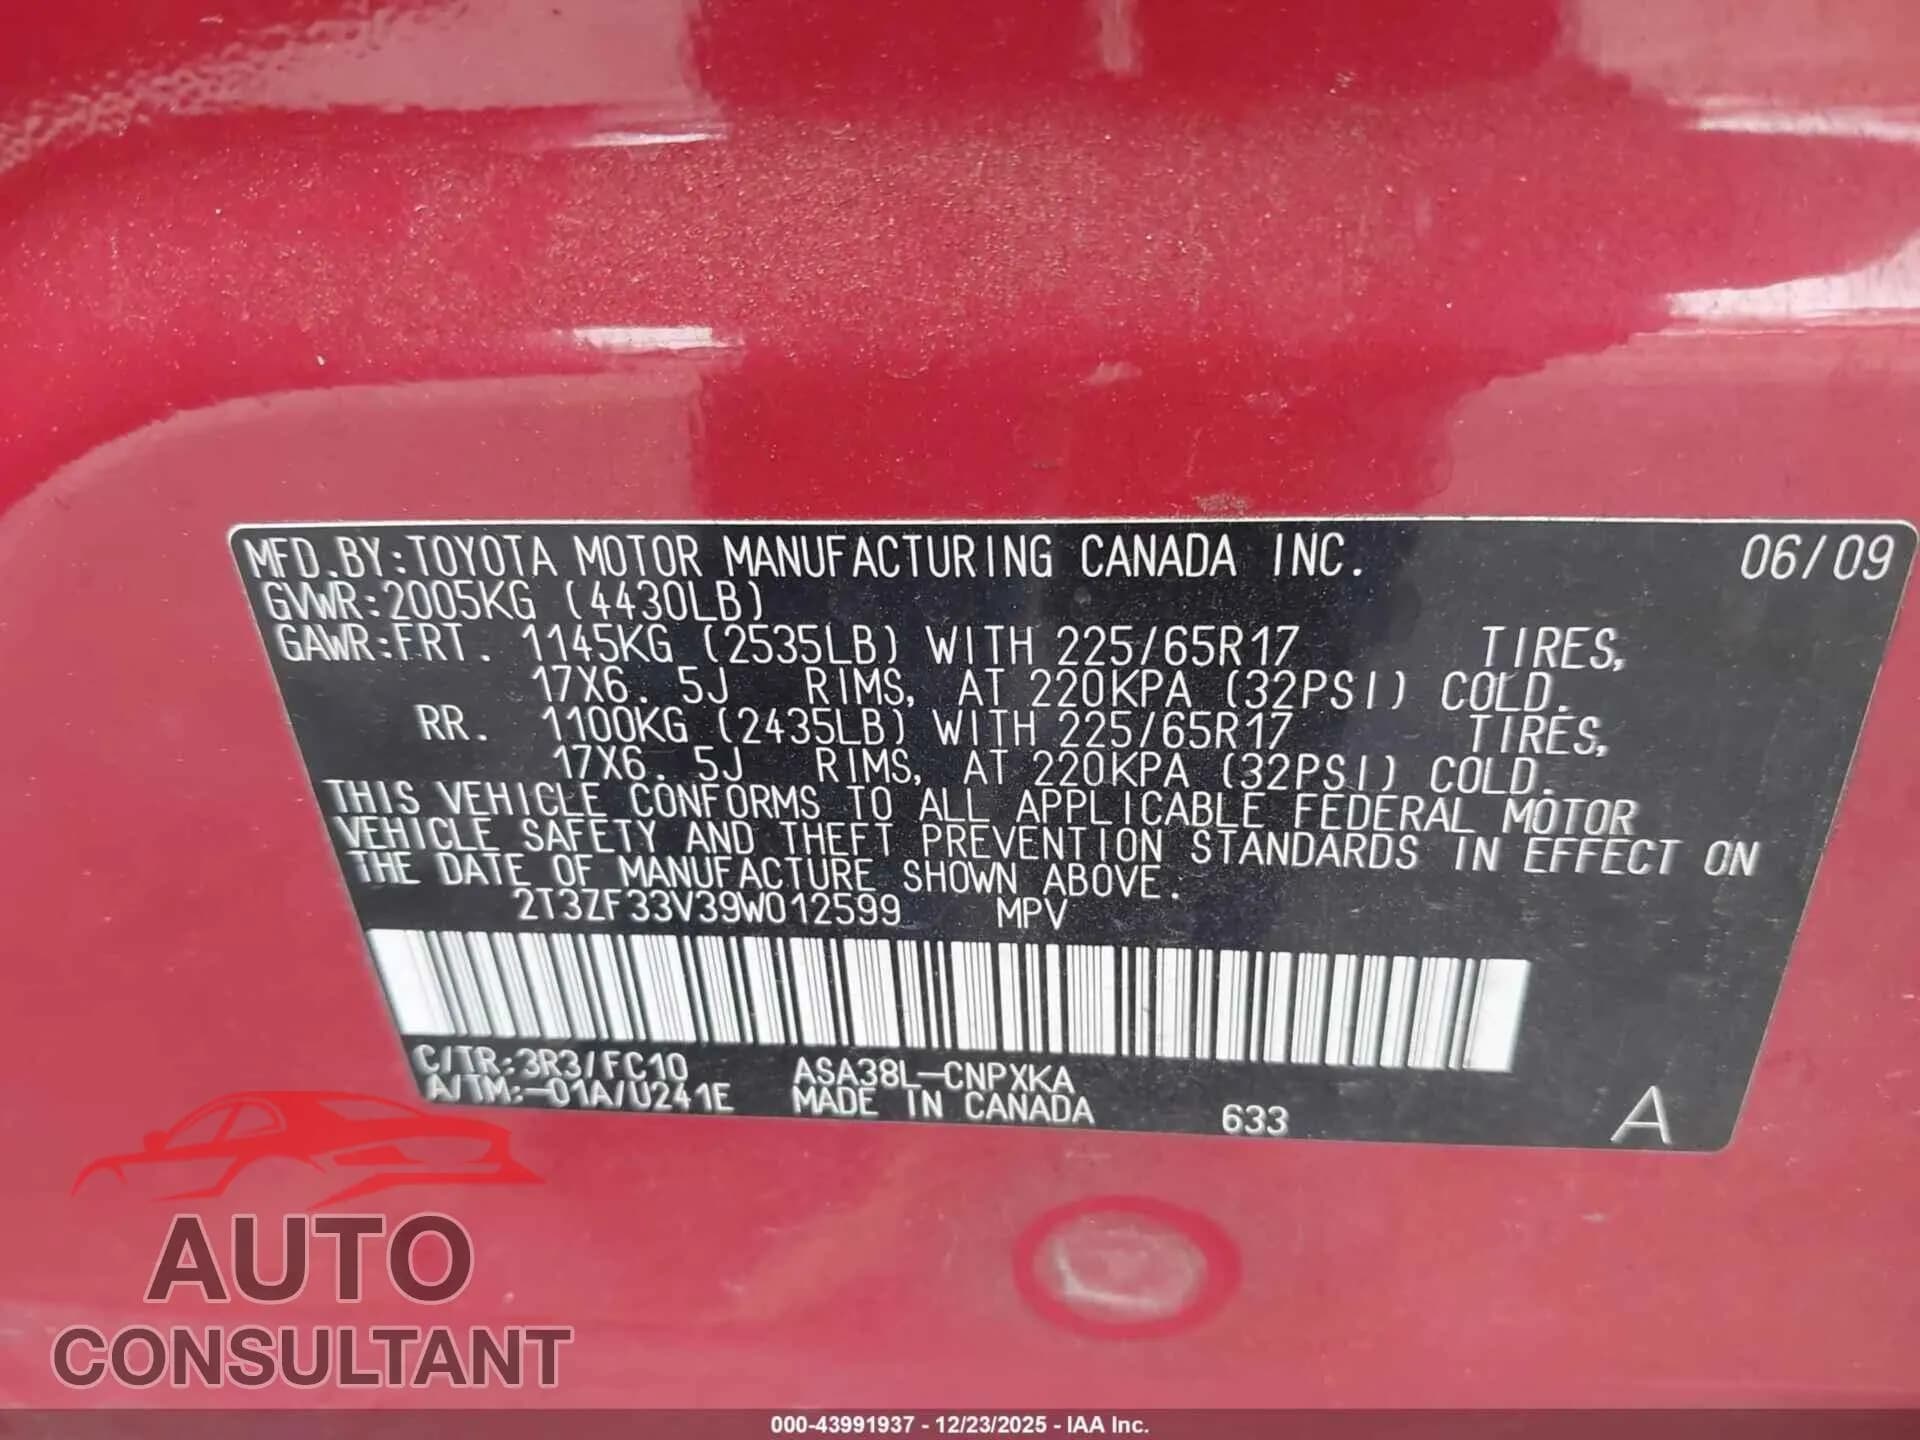 MFD.BY:TOYOTA MOTOR MANUFACTURING CANADA INC. 06/09
GVWR:2005KG (4430LB)
GAWR:FRT. 1145KG (2535LB) WITH 225/65R17 TIRES,
17X6.5J RIMS, AT 220KPA (32PSI) COLD.
RR. 1100KG (2435LB) WITH 225/65R17 TIRES,
17X6.5J RIMS, AT 220KPA (32PSI) COLD.
THIS VEHICLE CONFORMS TO ALL APPLICABLE FEDERAL MOTOR
VEHICLE SAFETY AND THEFT PREVENTION STANDARDS IN EFFECT ON
THE DATE OF MANUFACTURE SHOWN ABOVE.
2T3ZF33V39W012599 MPV
C/TR:3R3/FC10 ASA38L-CNPXKA
A/TM:-01A/U241E MADE IN CANADA 633 A
AUTO
CONSULTANT
000-43991937 - 12/23/2025 - IAA Inc.